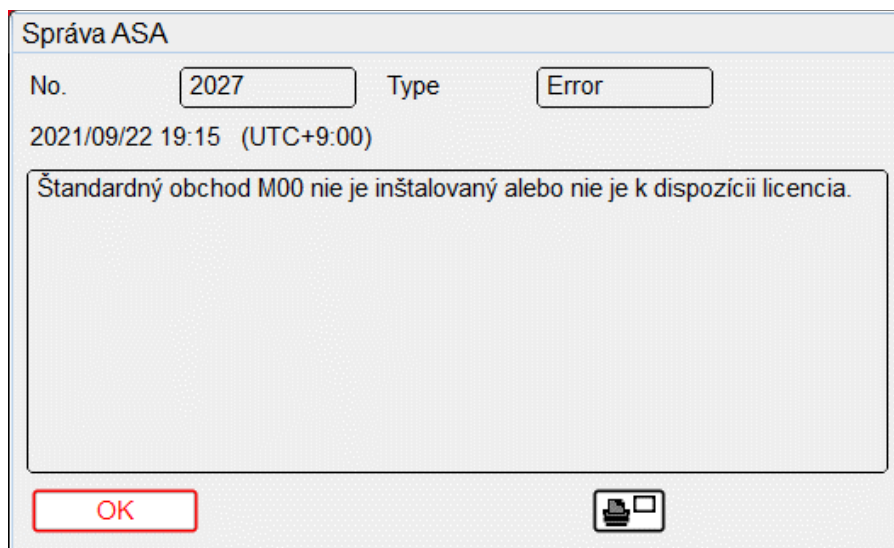 Správa ASA
No. 2027 Type Error
2021/09/22 19:15 (UTC+9:00)
Štandardný obchod M00 nie je inštalovaný alebo nie je k dispozícii licencia.
OK